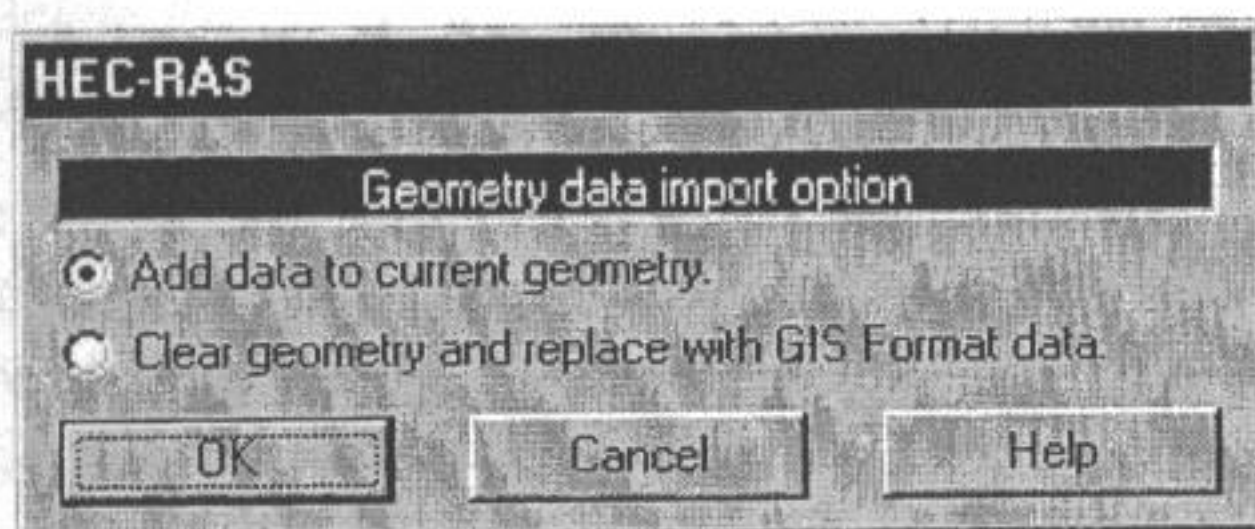 HEC-RAS
Geometry data import option
Add data to current geometry.
Clear geometry and replace with GIS Format data.
OK Cancel Help